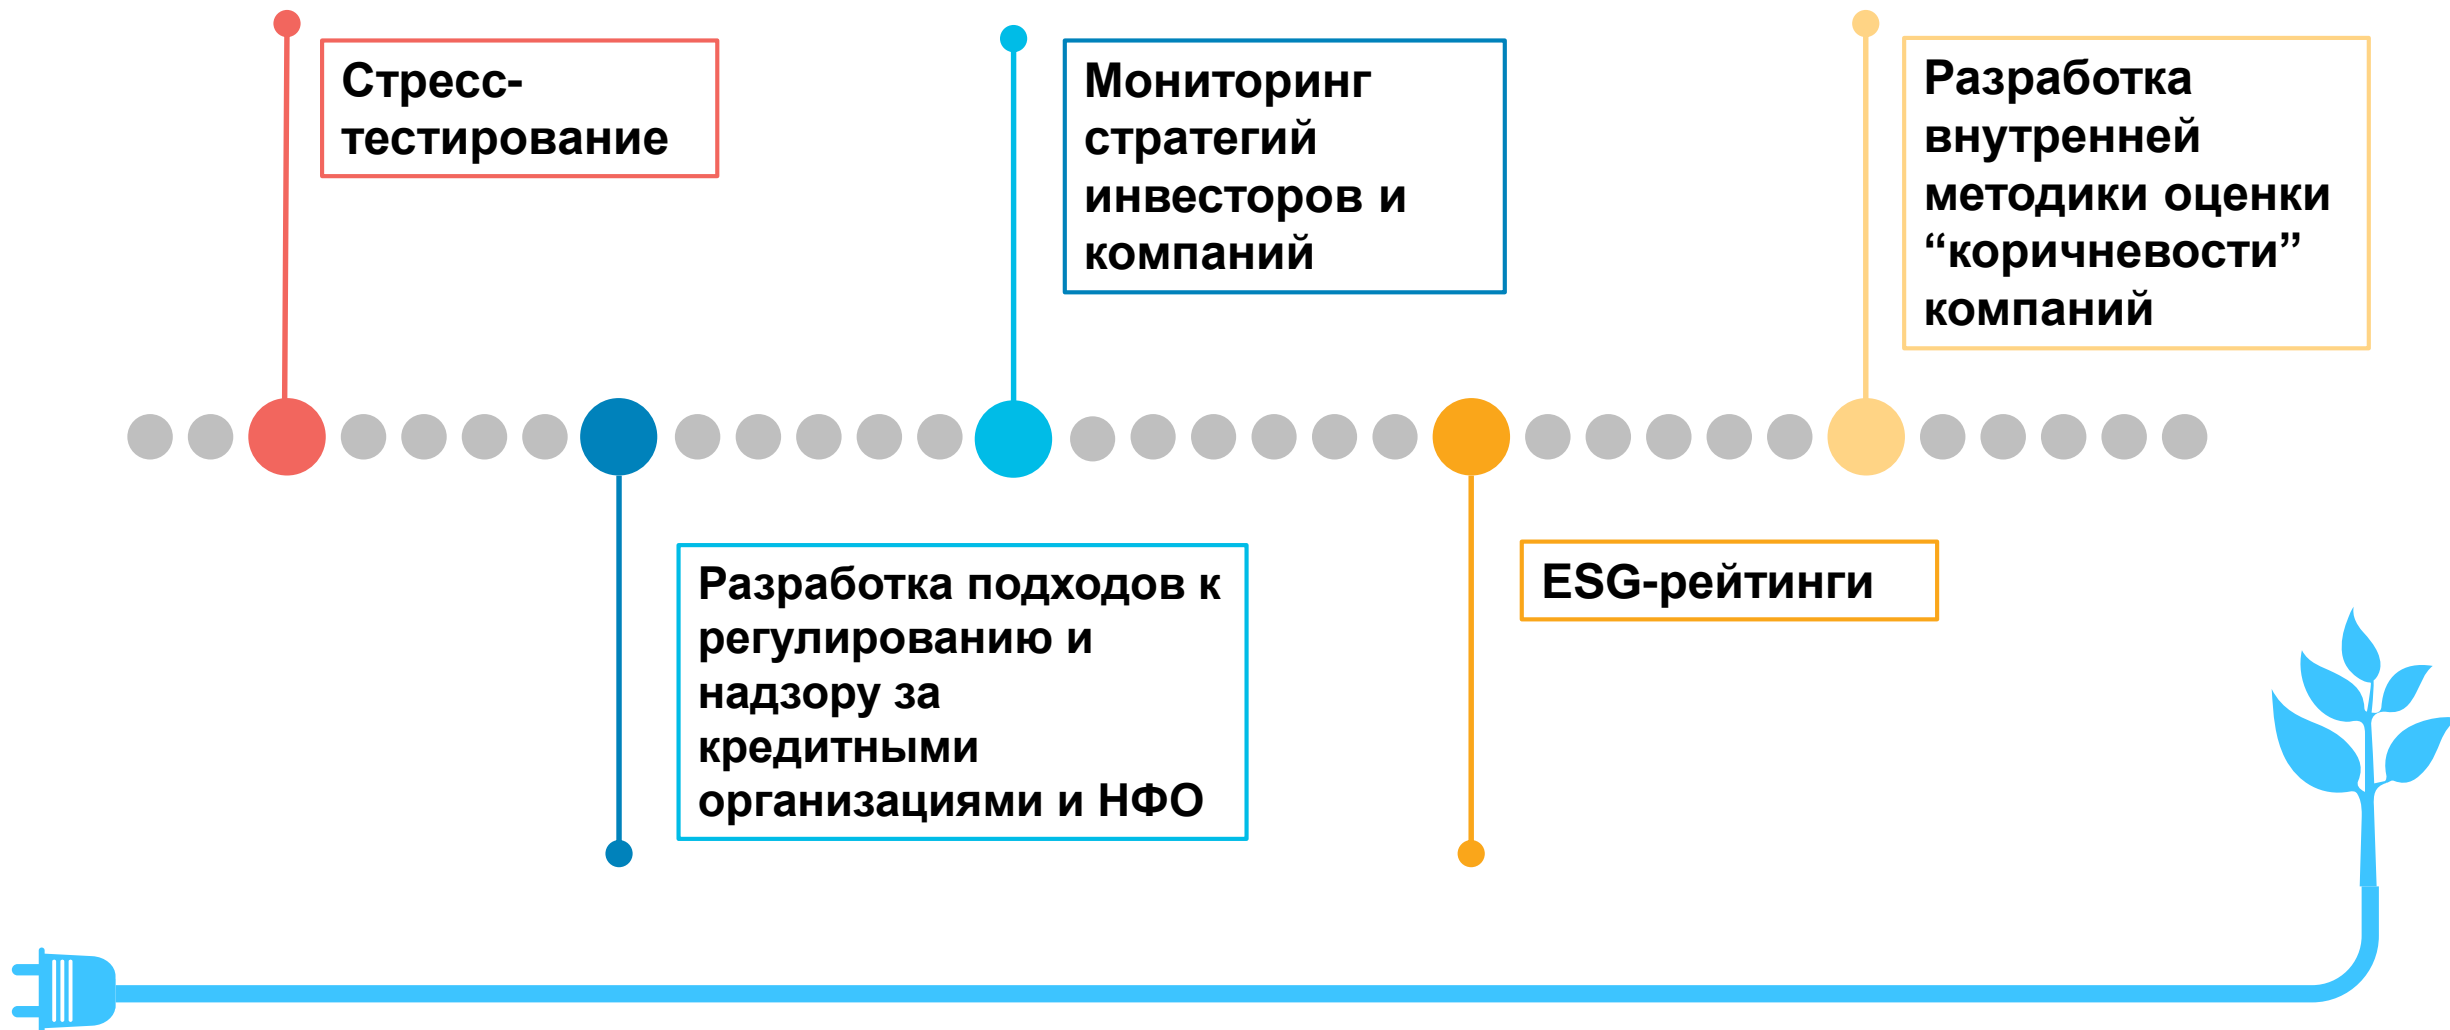 Стресс-
тестирование
Мониторинг
стратегий
инвесторов и
компаний
Разработка
внутренней
методики оценки
“коричневости”
компаний
Разработка подходов к
регулированию и
надзору за
кредитными
организациями и НФО
ESG-рейтинги